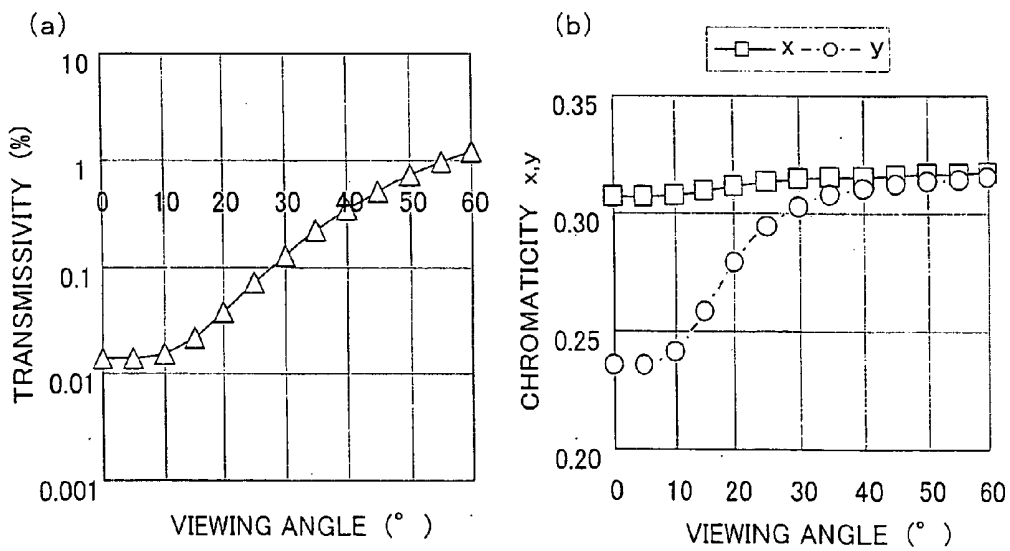 (a)
10
1
0.1
0.01
0.001
0 10 20 30 40 50 60
TRANSMISSIVITY (%)
VIEWING ANGLE (° )
(b)
x y
0.35
0.30
0.25
0.20
0 10 20 30 40 50 60
CHROMATICITY x,y
VIEWING ANGLE (° )